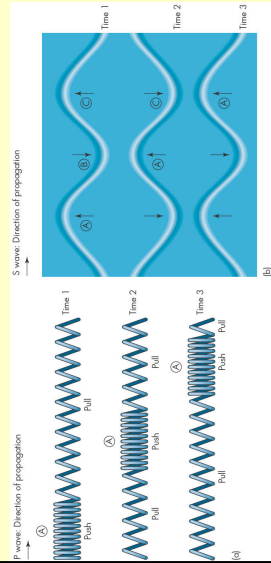 P wave: Direction of propagation
A
Time 1
Push Pull
A
Time 2
Pull Push Pull
A
Time 3
Pull Push Pull
(a)
S wave: Direction of propagation
Time 1
A B C
Time 2
A C
Time 3
A
(b)